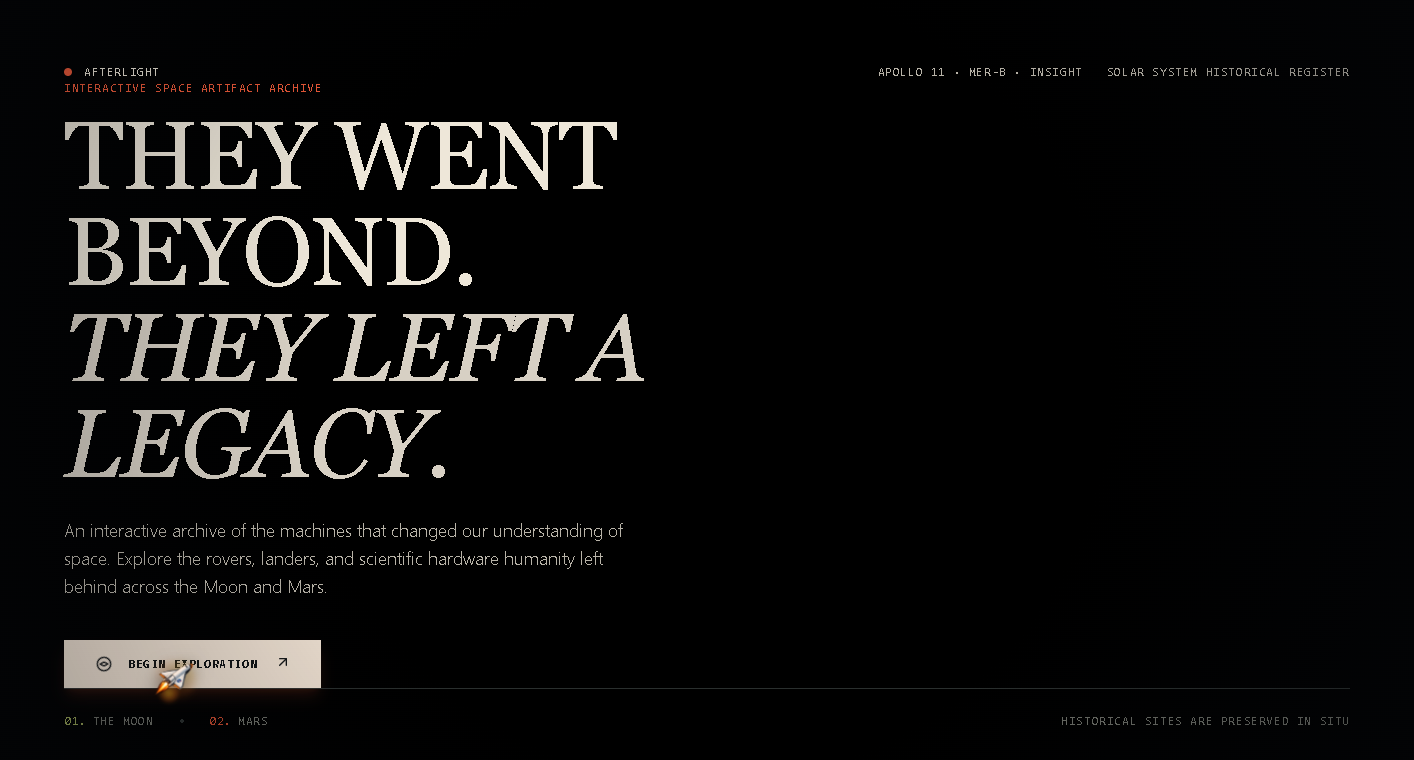 AFTERLIGHT
APOLLO 11 · MER-B · INSIGHT SOLAR SYSTEM HISTORICAL REGISTER
INTERACTIVE SPACE ARTIFACT ARCHIVE
THEY WENT
BEYOND.
THEY LEFT A
LEGACY.
An interactive archive of the machines that changed our understanding of
space. Explore the rovers, landers, and scientific hardware humanity left
behind across the Moon and Mars.
BEGIN EXPLORATION
01. THE MOON • 02. MARS
HISTORICAL SITES ARE PRESERVED IN SITU